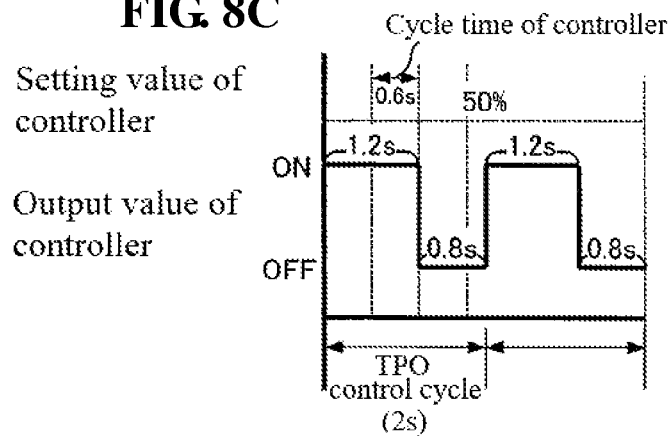 FIG. 8C
Cycle time of controller
Setting value of
controller
0.6s
50%
1.2s
1.2s
ON
Output value of
controller
0.8s
0.8s
OFF
TPO
control cycle
(2s)